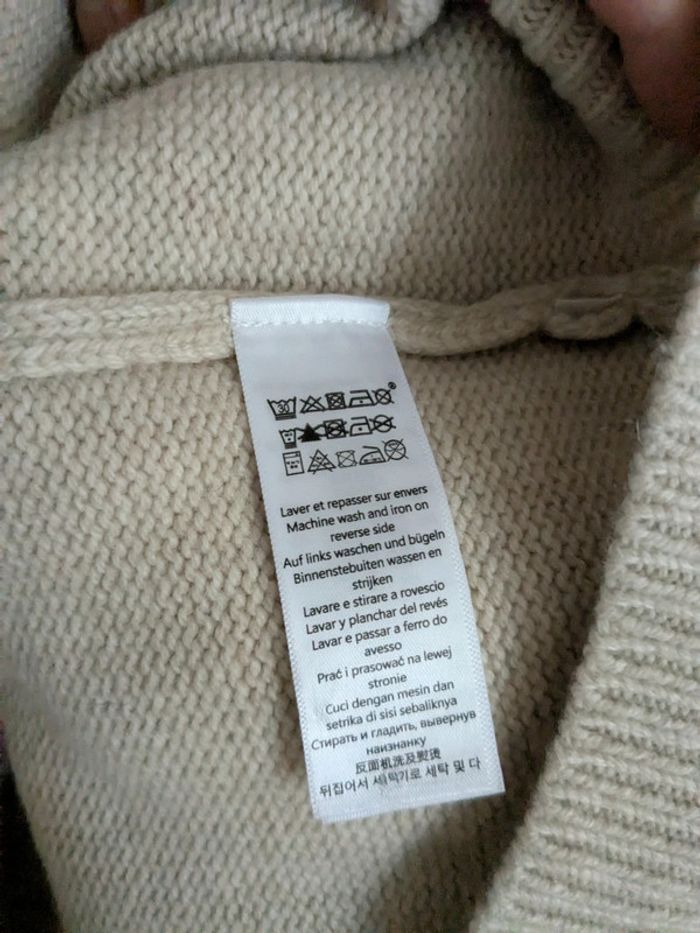 30
Laver et repasser sur envers
Machine wash and iron on
reverse side
Auf links waschen und bügeln
Binnenstebuiten wassen en
strijken
Lavare e stirare a rovescio
Lavar y planchar del revés
Lavar e passar a ferro do
avesso
Prać i prasować na lewej
stronie
Cuci dengan mesin dan
setrika di sisi sebaliknya
Стирать и гладить, вывернув
наизнанку
反面机洗及熨烫
뒤집어서 세탁기로 세탁 및 다